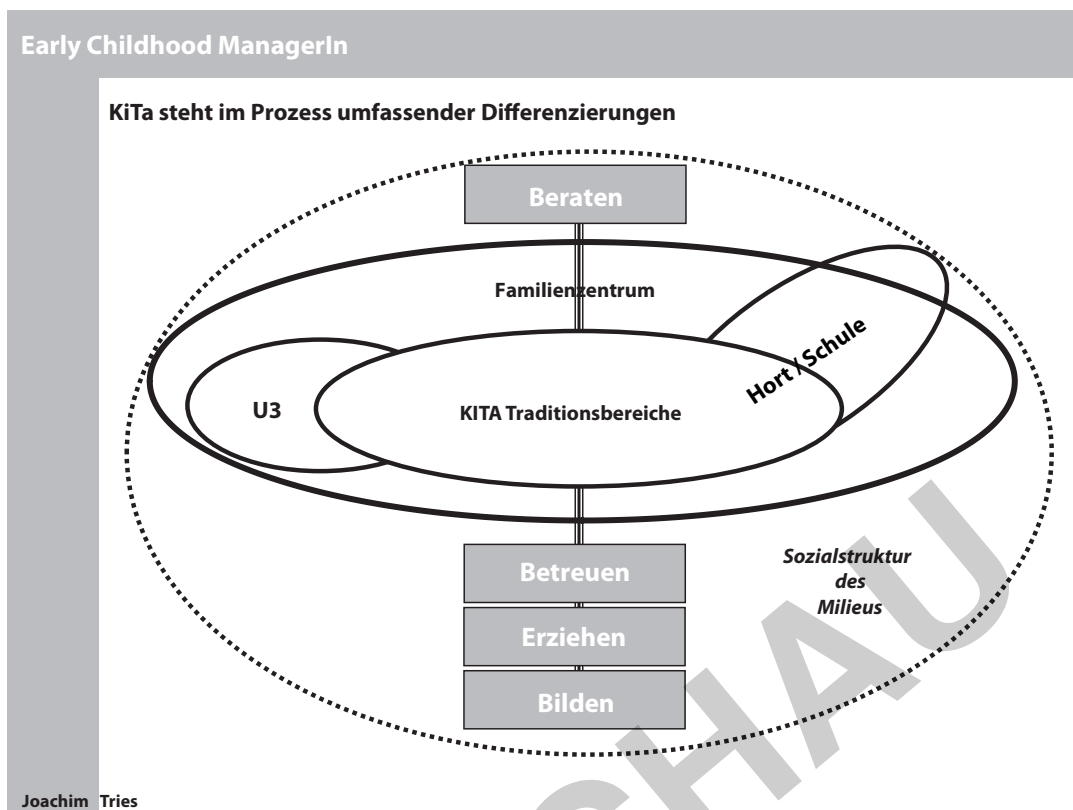 Early Childhood ManagerIn
KiTa steht im Prozess umfassender Differenzierungen
Beraten
Familienzentrum
Hort / Schule
U3
KITA Traditionsbereiche
Betreuen
Sozialstruktur
des
Milieus
Erziehen
Bilden
CHAU
Joachim Tries